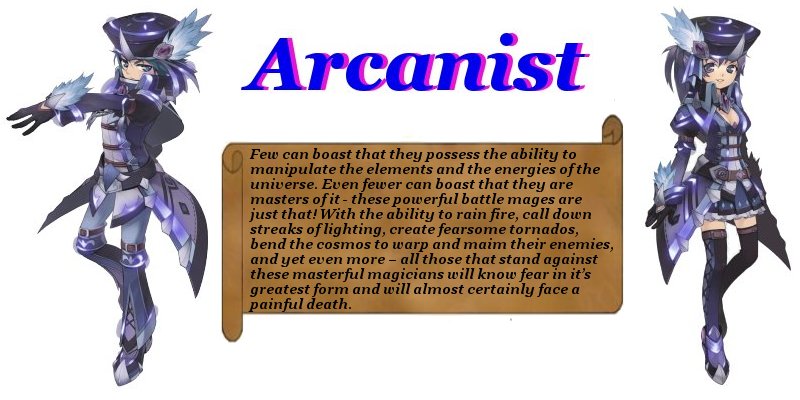 Arcanist
Few can boast that they possess the ability to
manipulate the elements and the energies of the
universe. Even fewer can boast that they are
masters of it - these powerful battle mages are
just that! With the ability to rain fire, call down
streaks of lighting, create fearsome tornados,
bend the cosmos to warp and maim their enemies,
and yet even more – all those that stand against
these masterful magicians will know fear in it's
greatest form and will almost certainly face a
painful death.